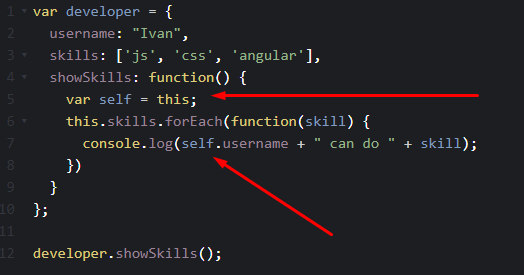 1 var developer = {
2   username: "Ivan",
3   skills: ['js', 'css', 'angular'],
4   showSkills: function() {
5     var self = this;
6     this.skills.forEach(function(skill) {
7       console.log(self.username + " can do " + skill);
8     })
9   }
10 };
11
12 developer.showSkills();